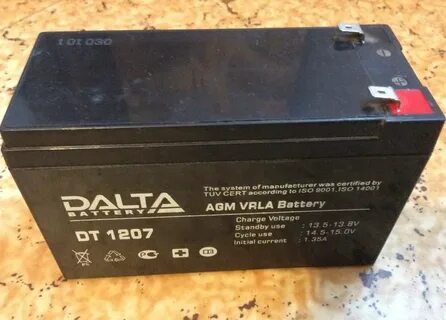 1 01 030
The system of manufacturer was certified by
TUV CERT according to ISO 9001, ISO 14001
DALTA
BATTERY
AGM VRLA Battery
DT 1207
Charge Voltage
Standby use : 13.5-13.8V
Cycle use : 14.5-15.0V
Initial current : 1.35A